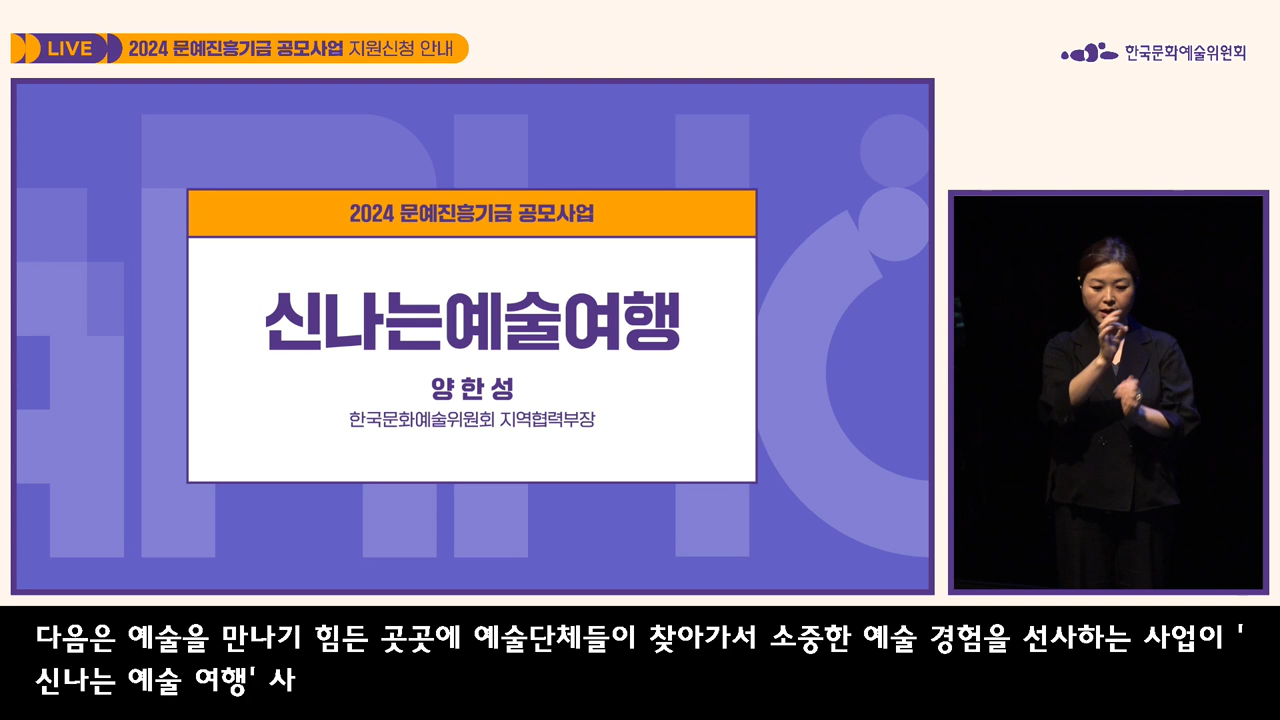 LIVE 2024 문예진흥기금 공모사업 지원신청 안내
한국문화예술위원회
2024 문예진흥기금 공모사업
신나는예술여행
양한성
한국문화예술위원회 지역협력부장
다음은 예술을 만나기 힘든 곳곳에 예술단체들이 찾아가서 소중한 예술 경험을 선사하는 사업이 '
신나는 예술 여행' 사